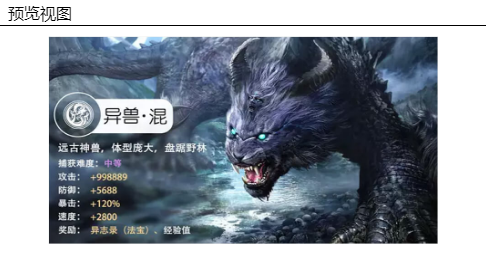 预览视图
异兽·混
远古神兽，体型庞大，盘踞野林
捕获难度：中等
攻击： +998889
防御： +5688
暴击： +120%
速度： +2800
奖励： 异志录（法宝）、经验值